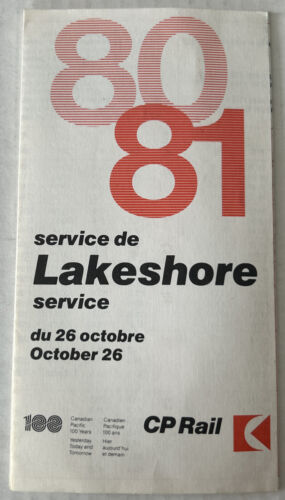 80
81
service de
Lakeshore
service
du 26 octobre
October 26
100
Canadian
Pacific
100 Years
Yesterday
Today and
Tomorrow
Canadien
Pacifique
100 ans
Hier
Aujourd'hui
et demain
CP Rail